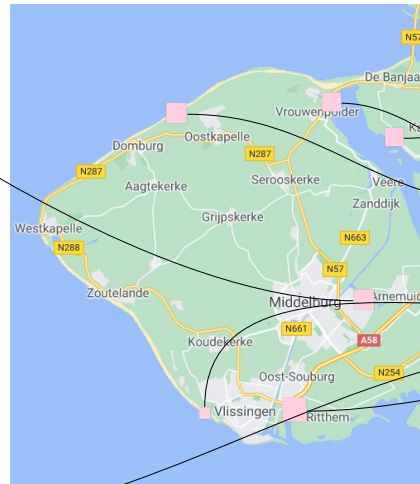 N57
De Banjaa
Vrouwenpolder
Oostkapelle
Domburg
N287
Serooskerke
N287
Aagtekerke
Veere
Zanddijk
Grijpskerke
Westkapelle
N663
N288
N57
Zoutelande
Middelburg
Arnemuid
N661
Koudekerke
A58
Oost-Souburg
N254
Vlissingen
Ritthem